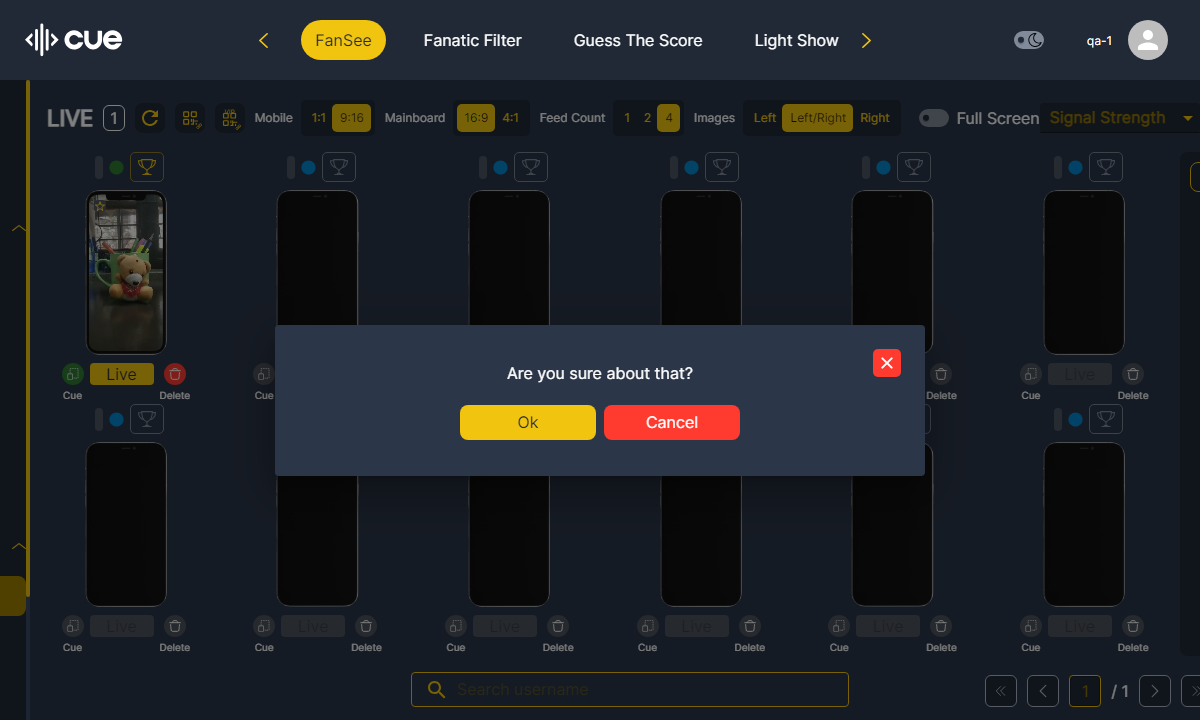 cue
FanSee
Fanatic Filter
Guess The Score
Light Show
qa-1
LIVE 1
Mobile 1:1 9:16
Mainboard 16:9 4:1
Feed Count 1 2 4
Images Left Left/Right Right
Full Screen
Signal Strength
Live
Cue Delete
Cue
Delete
Live
Cue Delete
Are you sure about that?
Ok Cancel
Live
Cue Delete
Live
Cue Delete
Live
Cue Delete
Live
Cue Delete
Live
Cue Delete
Live
Cue Delete
Search username
1 / 1